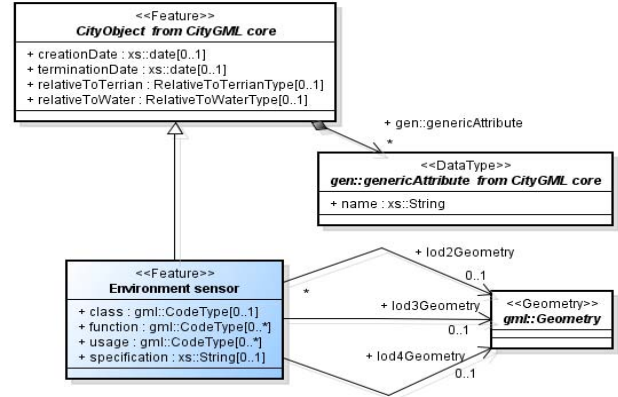 <<Feature>>
CityObject from CityGML core
+ creationDate : xs::date[0..1]
+ terminationDate : xs::date[0..1]
+ relativeToTerrian : RelativeToTerrianType[0..1]
+ relativeToWater : RelativeToWaterType[0..1]
+ gen::genericAttribute
*
<<DataType>>
gen::genericAttribute from CityGML core
+ name : xs::String
<<Feature>>
Environment sensor
+ class : gml::CodeType[0..1]
+ function : gml::CodeType[0..*]
+ usage : gml::CodeType[0..*]
+ specification : xs::String[0..1]
+ lod2Geometry
0..1
*
+ lod3Geometry
0..1
+ lod4Geometry
0..1
<<Geometry>>
gml::Geometry